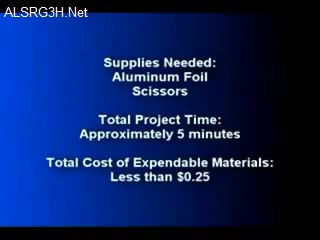 ALSRG3H.Net
Supplies Needed:
Aluminum Foil
Scissors
Total Project Time:
Approximately 5 minutes
Total Cost of Expendable Materials:
Less than $0.25